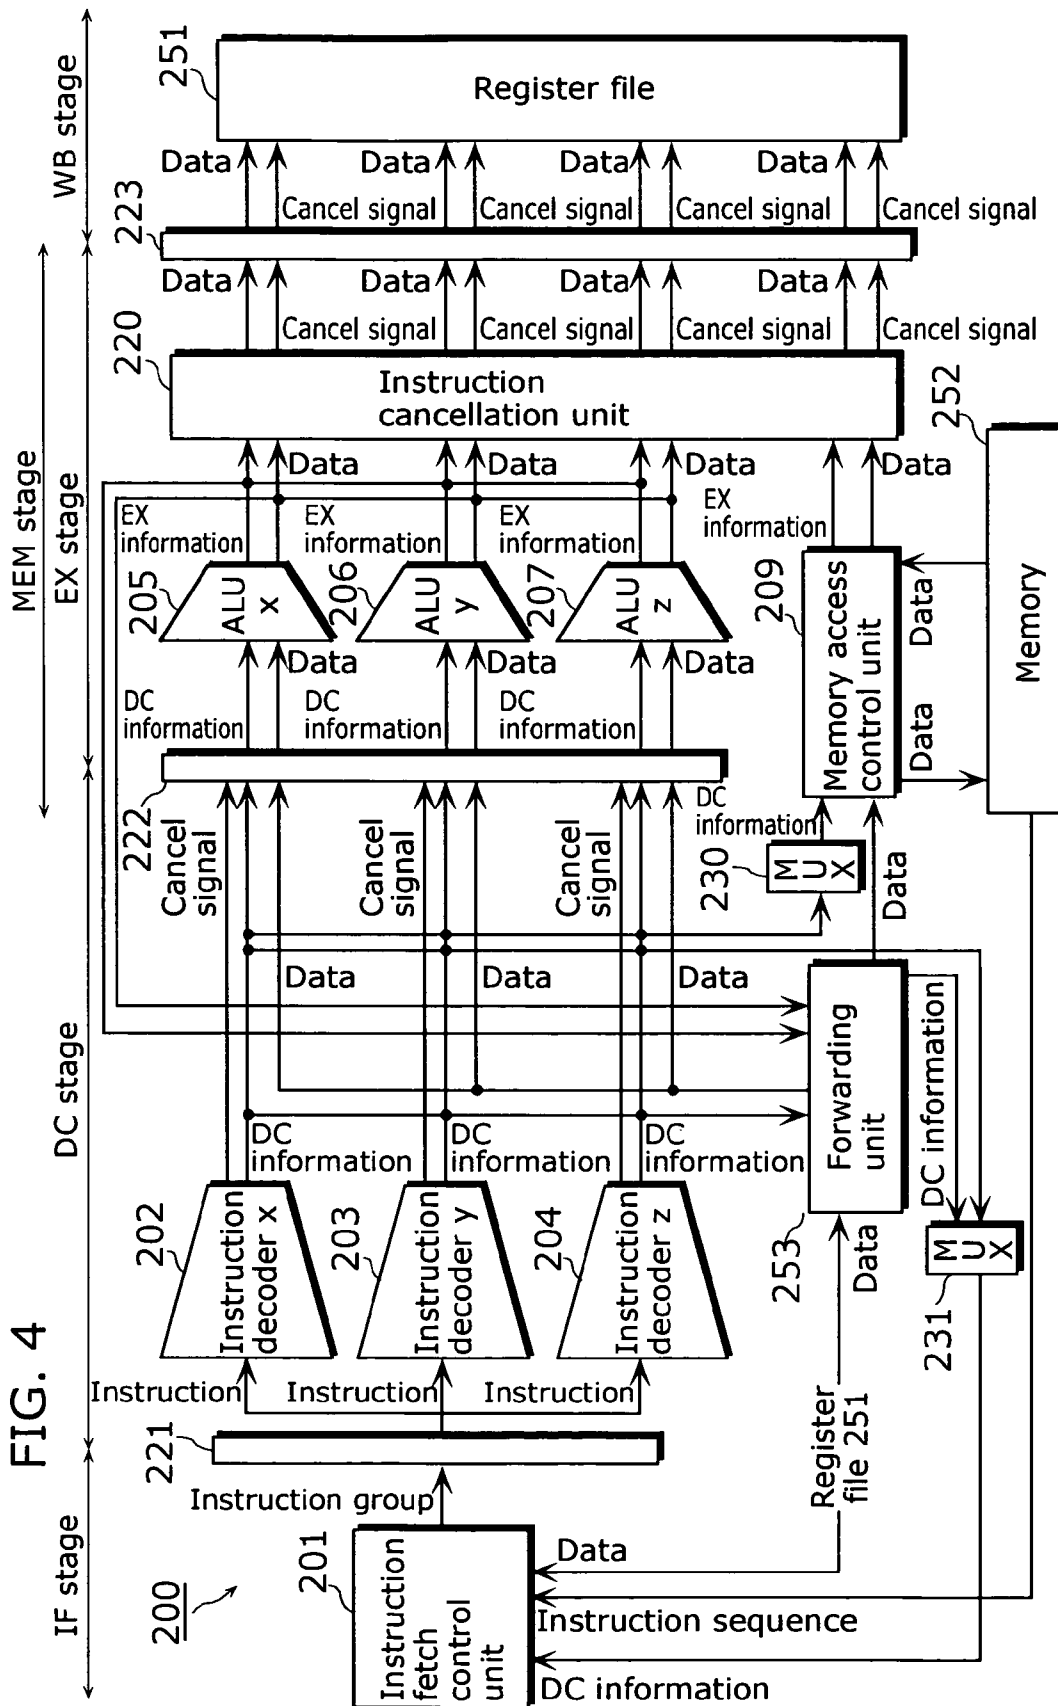 FIG. 4
200
IF stage
DC stage
MEM stage
EX stage
WB stage
201
Instruction
fetch
control
unit
Instruction group
221
Instruction
Instruction
Instruction
202
Instruction
decoder x
203
Instruction
decoder y
204
Instruction
decoder z
DC
information
DC
information
DC
information
Data
Data
Data
Cancel
signal
Cancel
signal
Cancel
signal
222
DC
information
DC
information
DC
information
Data
Data
Data
205
ALU
x
206
ALU
y
207
ALU
z
EX
information
EX
information
EX
information
EX
information
Data
Data
Data
Data
220
Instruction
cancellation unit
Cancel signal
Cancel signal
Cancel signal
Cancel signal
Data
Data
Data
Data
223
Cancel signal
Cancel signal
Cancel signal
Cancel signal
Data
Data
Data
Data
251
Register file
Data
Instruction sequence
DC information
Register
file 251
Data
253
Forwarding
unit
DC information
231
MUX
Data
230
MUX
DC
information
209
Memory access
control unit
Data
Data
252
Memory